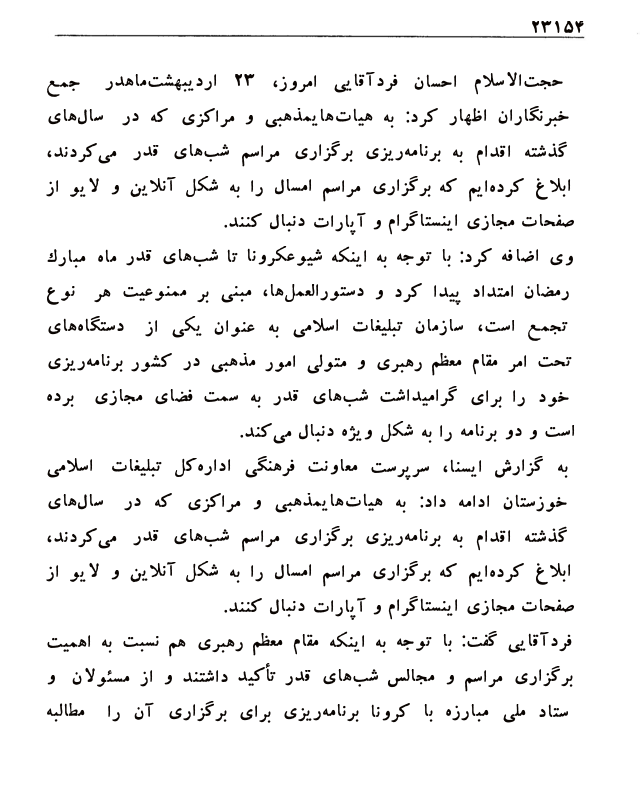 ۲۳۱۵۴
حجت‌الاسلام احسان فردآقایی امروز، ۲۳ اردیبهشت‌ماهدر جمع
خبرنگاران اظهار کرد: به هیات‌هایمذهبی و مراکزی که در سال‌های
گذشته اقدام به برنامه‌ریزی برگزاری مراسم شب‌های قدر می‌کردند،
ابلاغ کرده‌ایم که برگزاری مراسم امسال را به شکل آنلاین و لایو از
صفحات مجازی اینستاگرام و آپارات دنبال کنند.
وی اضافه کرد: با توجه به اینکه شیوعکرونا تا شب‌های قدر ماه مبارك
رمضان امتداد پیدا کرد و دستورالعمل‌ها، مبنی بر ممنوعیت هر نوع
تجمع است، سازمان تبلیغات اسلامی به عنوان یکی از دستگاه‌های
تحت امر مقام معظم رهبری و متولی امور مذهبی در کشور برنامه‌ریزی
خود را برای گرامیداشت شب‌های قدر به سمت فضای مجازی برده
است و دو برنامه را به شکل ویژه دنبال می‌کند.
به گزارش ایسنا، سرپرست معاونت فرهنگی اداره‌کل تبلیغات اسلامی
خوزستان ادامه داد: به هیات‌هایمذهبی و مراکزی که در سال‌های
گذشته اقدام به برنامه‌ریزی برگزاری مراسم شب‌های قدر می‌کردند،
ابلاغ کرده‌ایم که برگزاری مراسم امسال را به شکل آنلاین و لایو از
صفحات مجازی اینستاگرام و آپارات دنبال کنند.
فردآقایی گفت: با توجه به اینکه مقام معظم رهبری هم نسبت به اهمیت
برگزاری مراسم و مجالس شب‌های قدر تأکید داشتند و از مسئولان و
ستاد ملی مبارزه با کرونا برنامه‌ریزی برای برگزاری آن را مطالبه